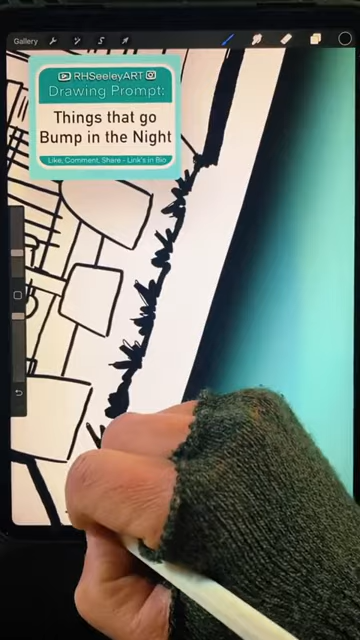 Gallery
RHSeeleyART
Drawing Prompt:
Things that go
Bump in the Night
Like, Comment, Share - Link's in Bio